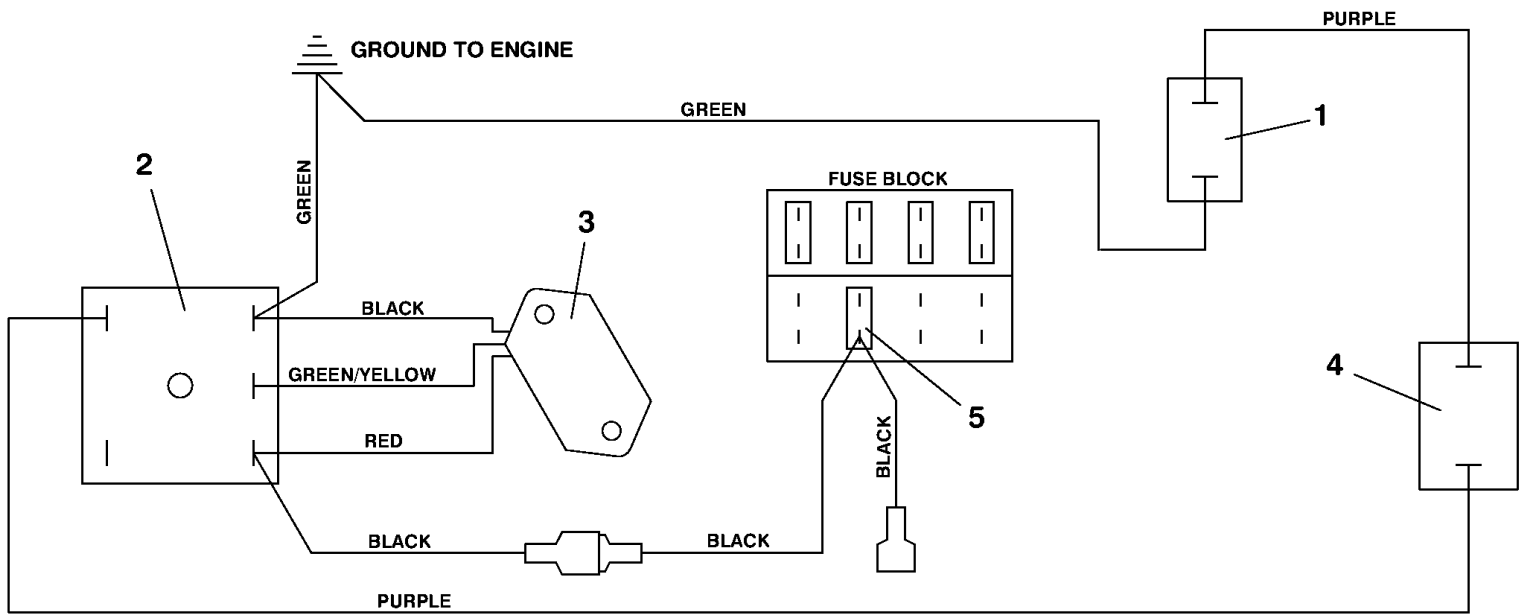 PURPLE
GROUND TO ENGINE
GREEN
1
2
GREEN
FUSE BLOCK
3
BLACK
GREEN/YELLOW
4
5
RED
BLACK
BLACK
BLACK
PURPLE